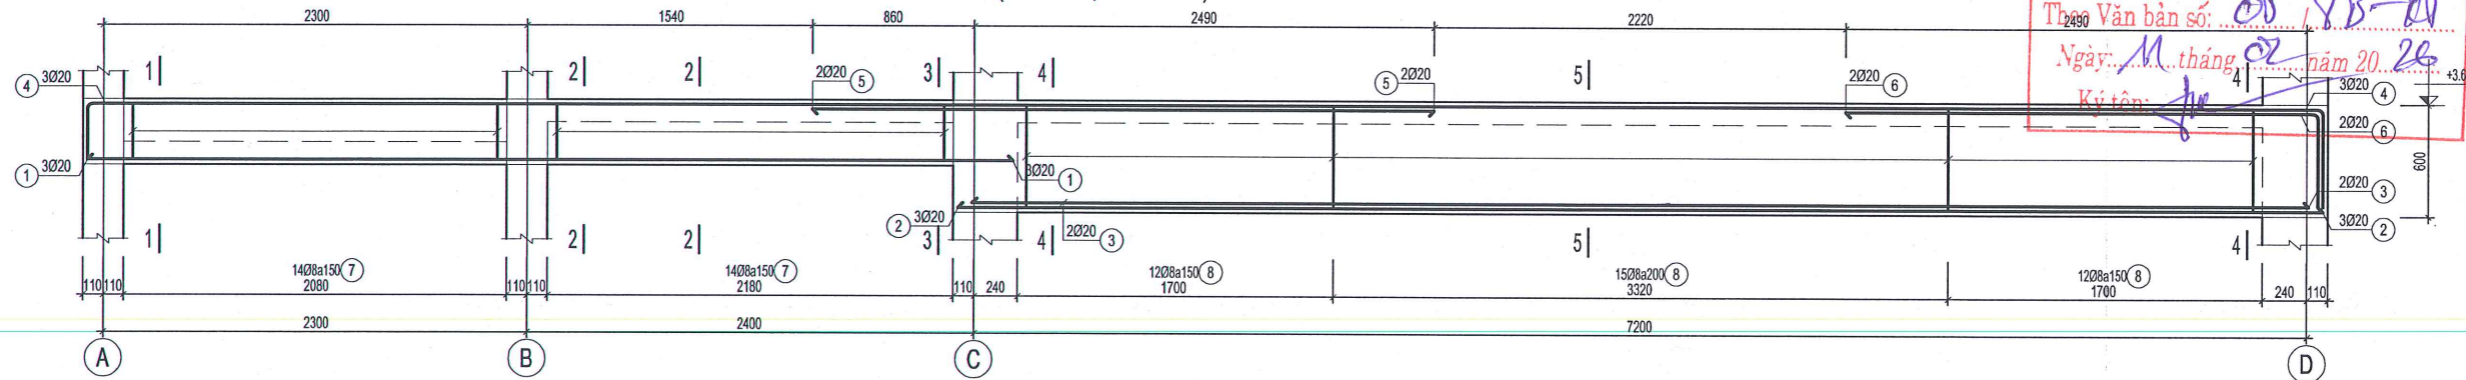 2300 1540 860 2490 2220 2490
Theo Văn bản số:
Ngày: 11 tháng 02 năm 20 26
Ký tên:
1 2 2 3 4 5 4
4 3Ø20 2Ø20 5 5 2Ø20 2Ø20 6 3Ø20 4
+3.6
2Ø20 6
1 3Ø20 3Ø20 1 600
2Ø20 3
2 3Ø20 2Ø20 3 3Ø20 2
1 2 2 3 4 5 4
14Ø8a150 7 14Ø8a150 7 12Ø8a150 8 15Ø8a200 8 12Ø8a150 8
110 110 2080 110 110 2180 110 240 1700 3320 1700 240 110
2300 2400 7200
A B C D